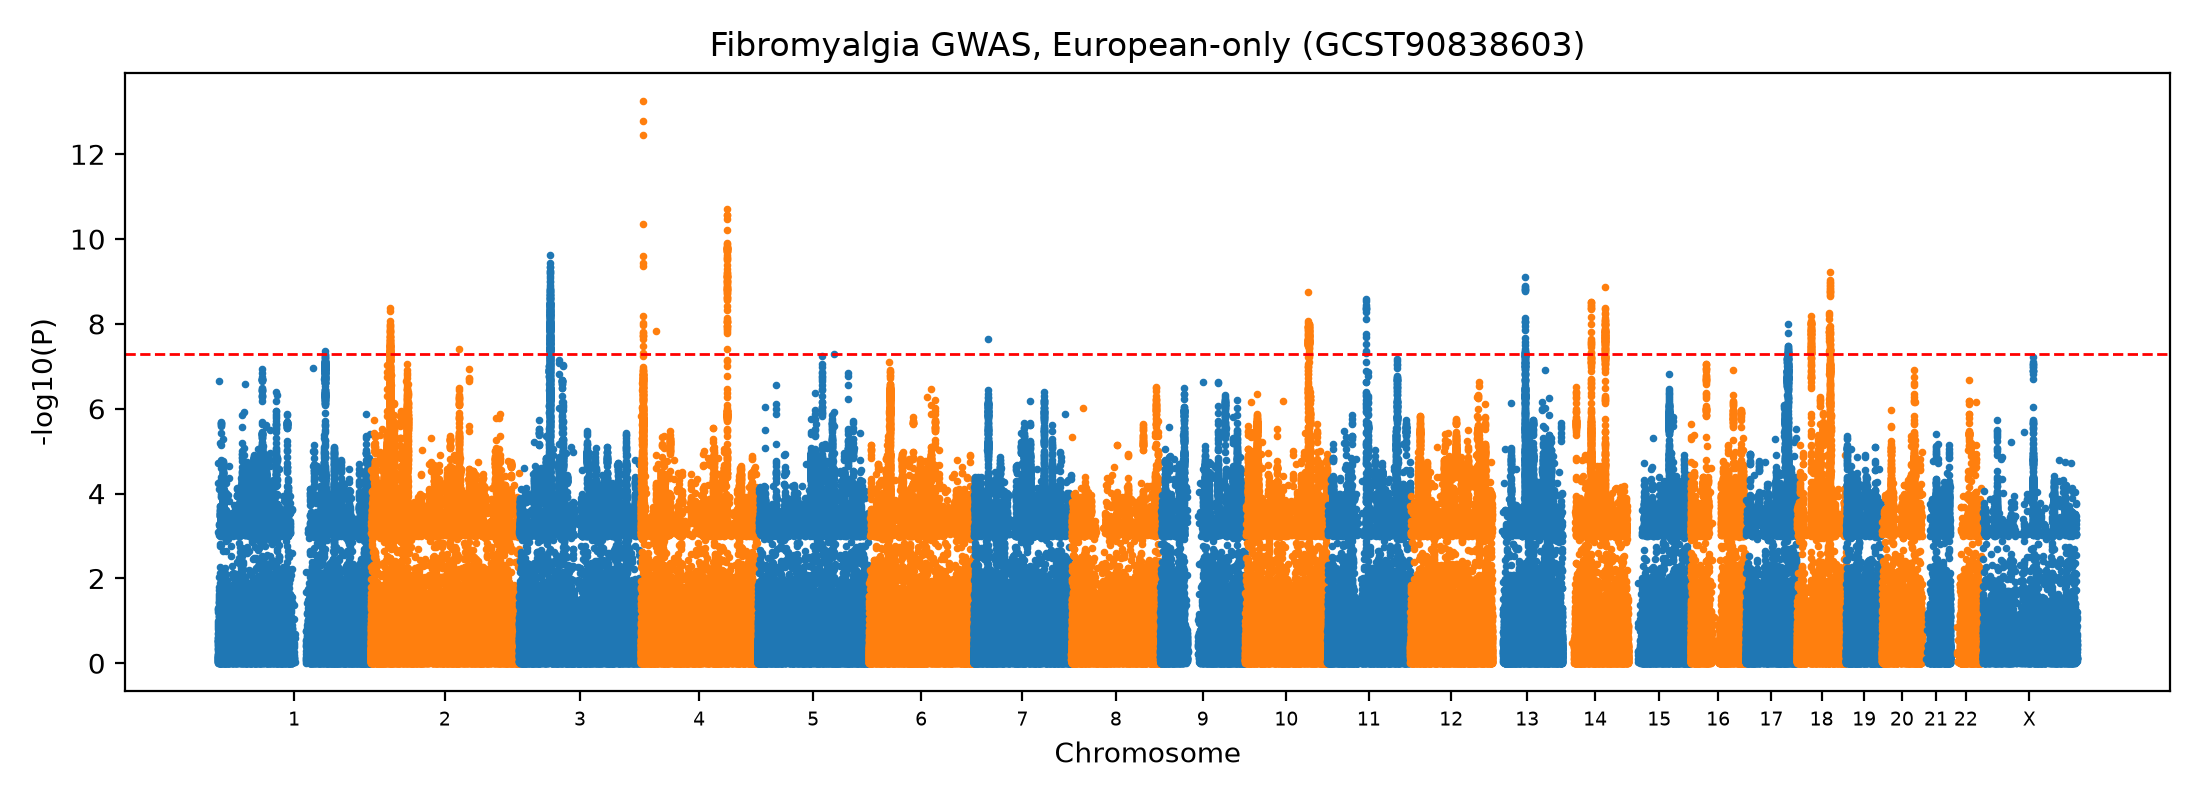 Fibromyalgia GWAS, European-only (GCST90838603)
-log10(P)
12
10
8
6
4
2
0
1 2 3 4 5 6 7 8 9 10 11 12 13 14 15 16 17 18 19 20 21 22 X
Chromosome